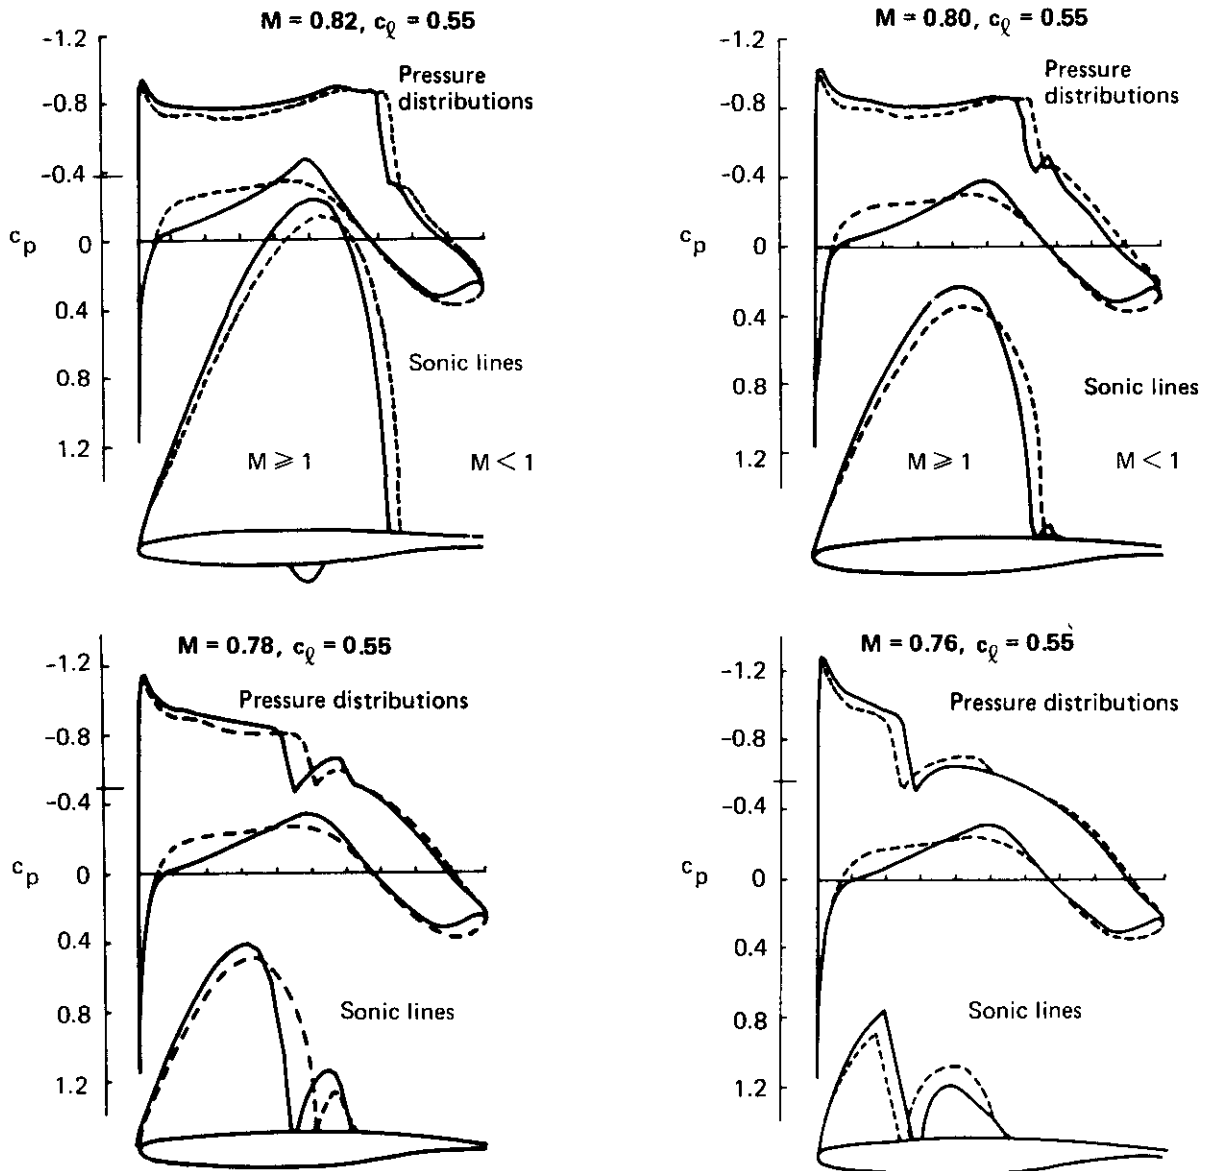 M = 0.82, cℓ = 0.55
-1.2
-0.8
-0.4
cp
0
0.4
0.8
1.2
Pressure
distributions
Sonic lines
M ⩾ 1
M < 1
M = 0.80, cℓ = 0.55
-1.2
-0.8
-0.4
cp
0
0.4
0.8
1.2
Pressure
distributions
Sonic lines
M ⩾ 1
M < 1
M = 0.78, cℓ = 0.55
-1.2
-0.8
-0.4
cp
0
0.4
0.8
1.2
Pressure distributions
Sonic lines
M = 0.76, cℓ = 0.55
-1.2
-0.8
-0.4
cp
0
0.4
0.8
1.2
Pressure distributions
Sonic lines